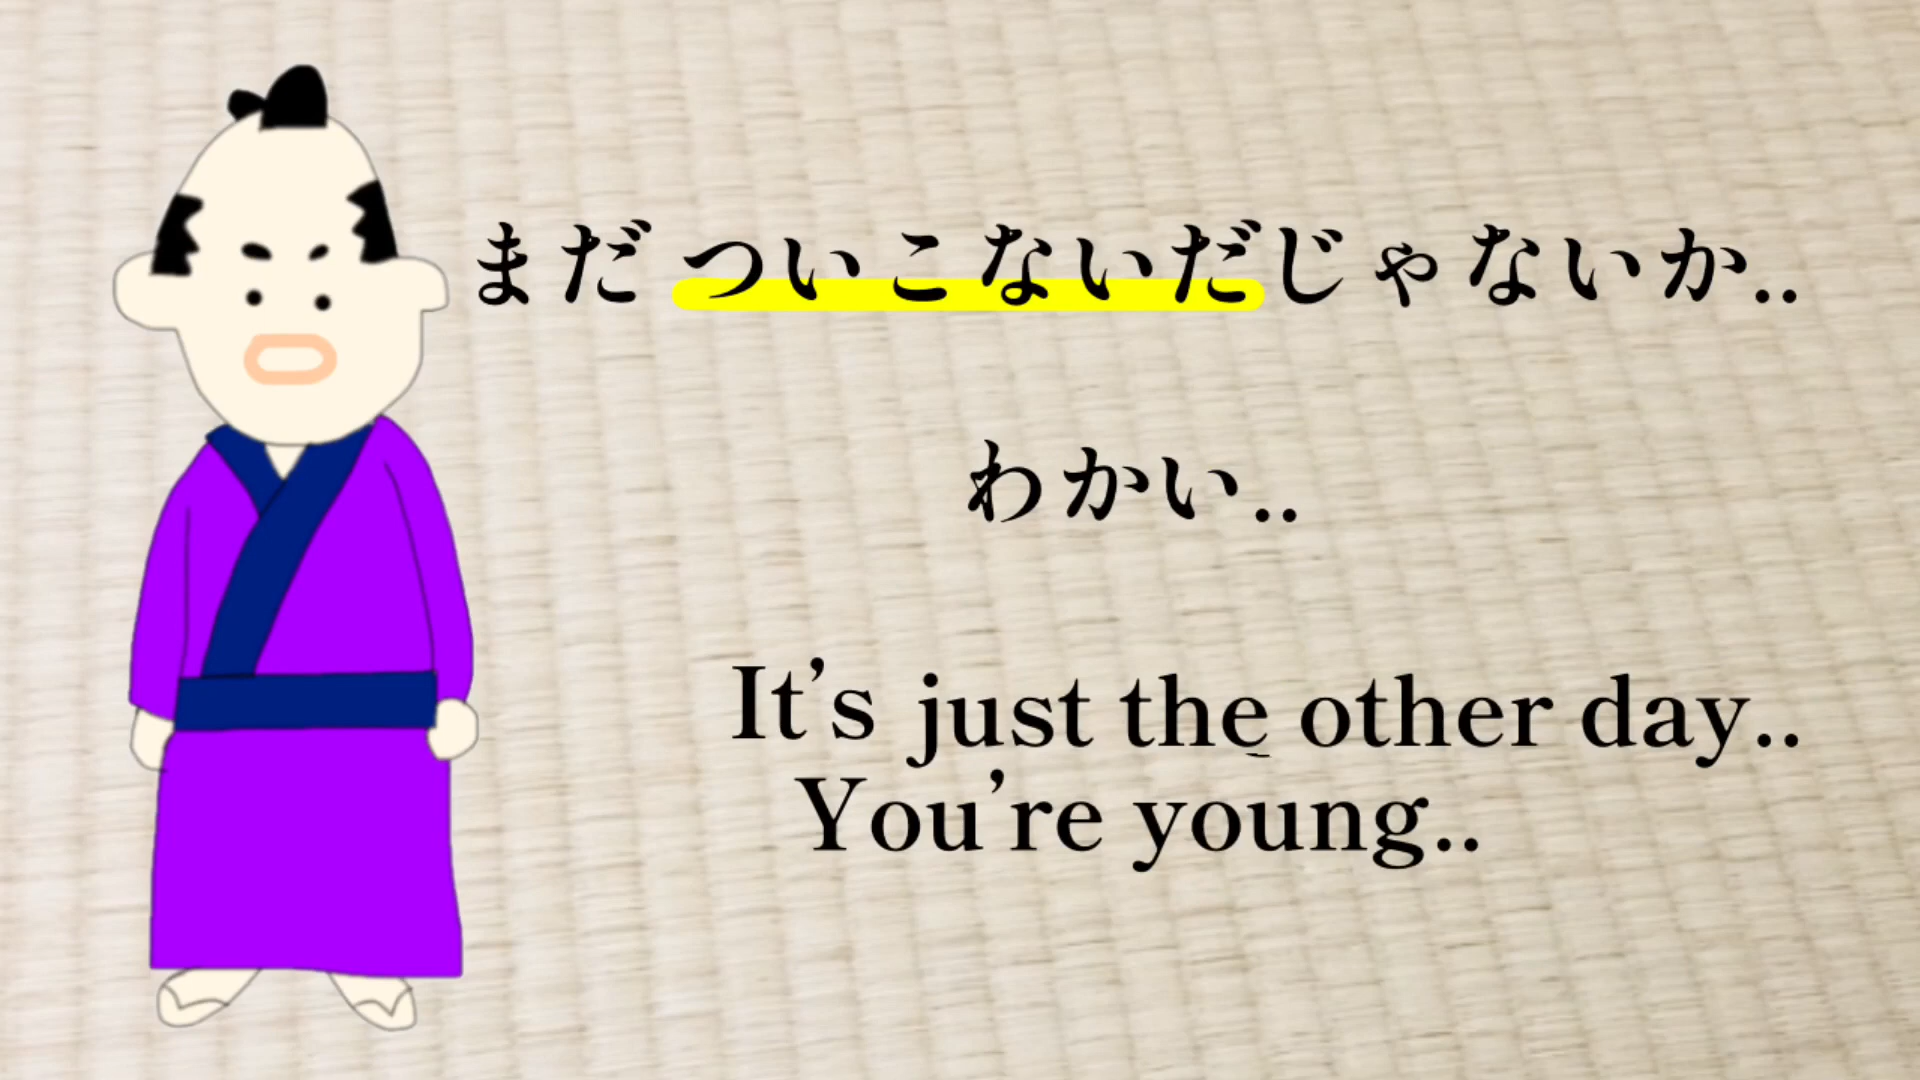 まだ ついこないだじゃないか..
わかい..
It's just the other day..
You're young..